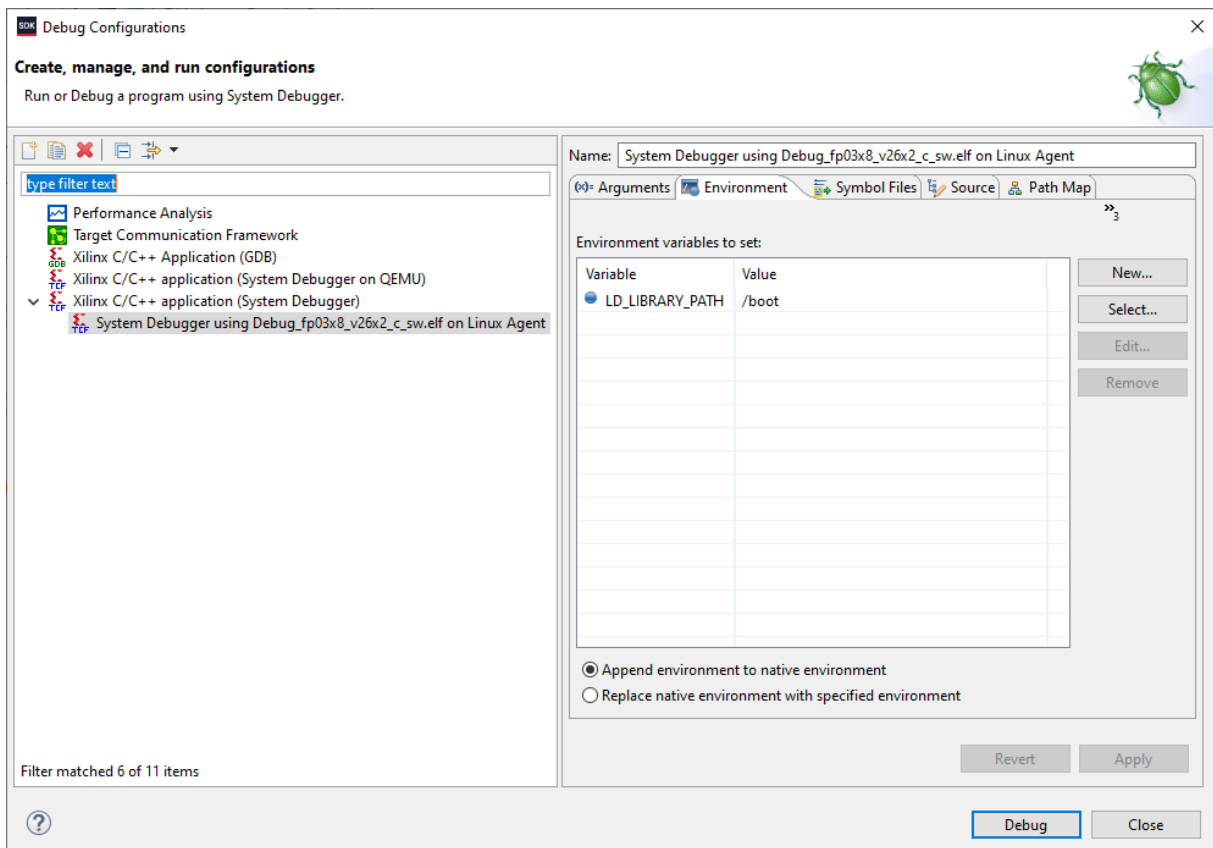 SDK Debug Configurations
Create, manage, and run configurations
Run or Debug a program using System Debugger.
type filter text
Performance Analysis
Target Communication Framework
GDB Xilinx C/C++ Application (GDB)
TCF Xilinx C/C++ application (System Debugger on QEMU)
TCF Xilinx C/C++ application (System Debugger)
TCF System Debugger using Debug_fp03x8_v26x2_c_sw.elf on Linux Agent
Filter matched 6 of 11 items
Name: System Debugger using Debug_fp03x8_v26x2_c_sw.elf on Linux Agent
(x)= Arguments Environment Symbol Files Source Path Map
»3
Environment variables to set:
Variable Value
LD_LIBRARY_PATH /boot
New...
Select...
Edit...
Remove
Append environment to native environment
Replace native environment with specified environment
Revert Apply
? Debug Close